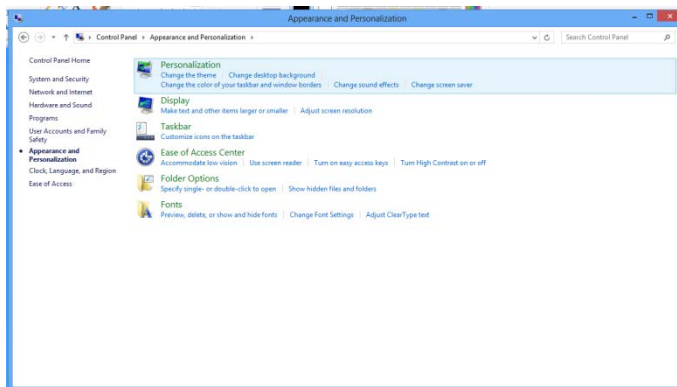 Appearance and Personalization
Control Panel Appearance and Personalization
Search Control Panel
Control Panel Home
System and Security
Network and Internet
Hardware and Sound
Programs
User Accounts and Family
Safety
Appearance and
Personalization
Clock, Language, and Region
Ease of Access
Personalization
Change the theme Change desktop background
Change the color of your taskbar and window borders Change sound effects Change screen saver
Display
Make text and other items larger or smaller Adjust screen resolution
Taskbar
Customize icons on the taskbar
Ease of Access Center
Accommodate low vision Use screen reader Turn on easy access keys Turn High Contrast on or off
Folder Options
Specify single- or double-click to open Show hidden files and folders
Fonts
Preview, delete, or show and hide fonts Change Font Settings Adjust ClearType text